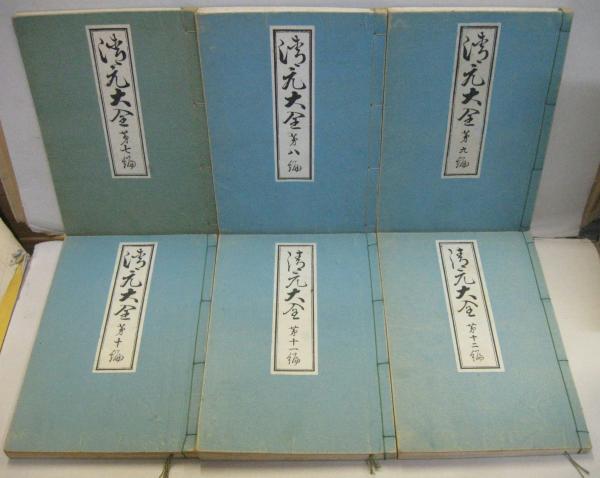 清元大全 第七編
清元大全 第八編
清元大全 第六編
清元大全 第十編
清元大全 第十一編
清元大全 第十二編